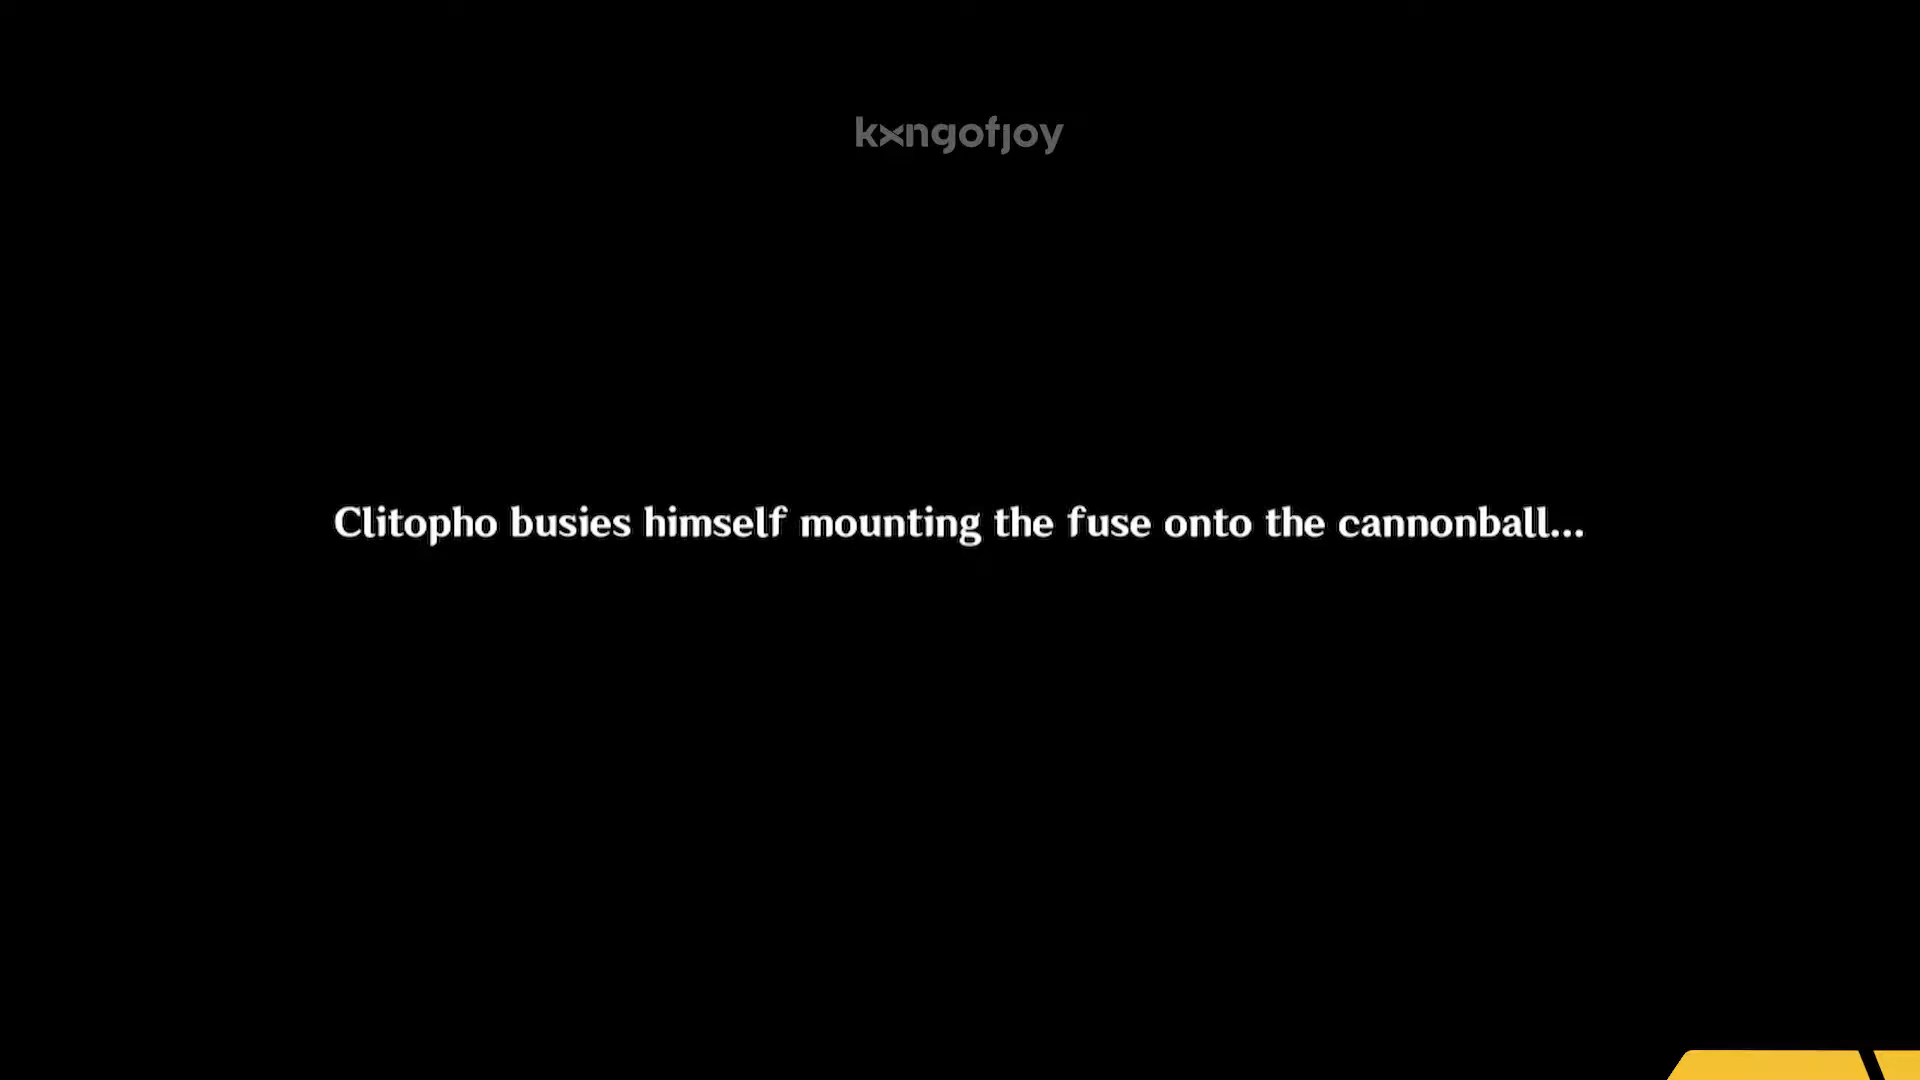 kxngofjoy
Clitopho busies himself mounting the fuse onto the cannonball...